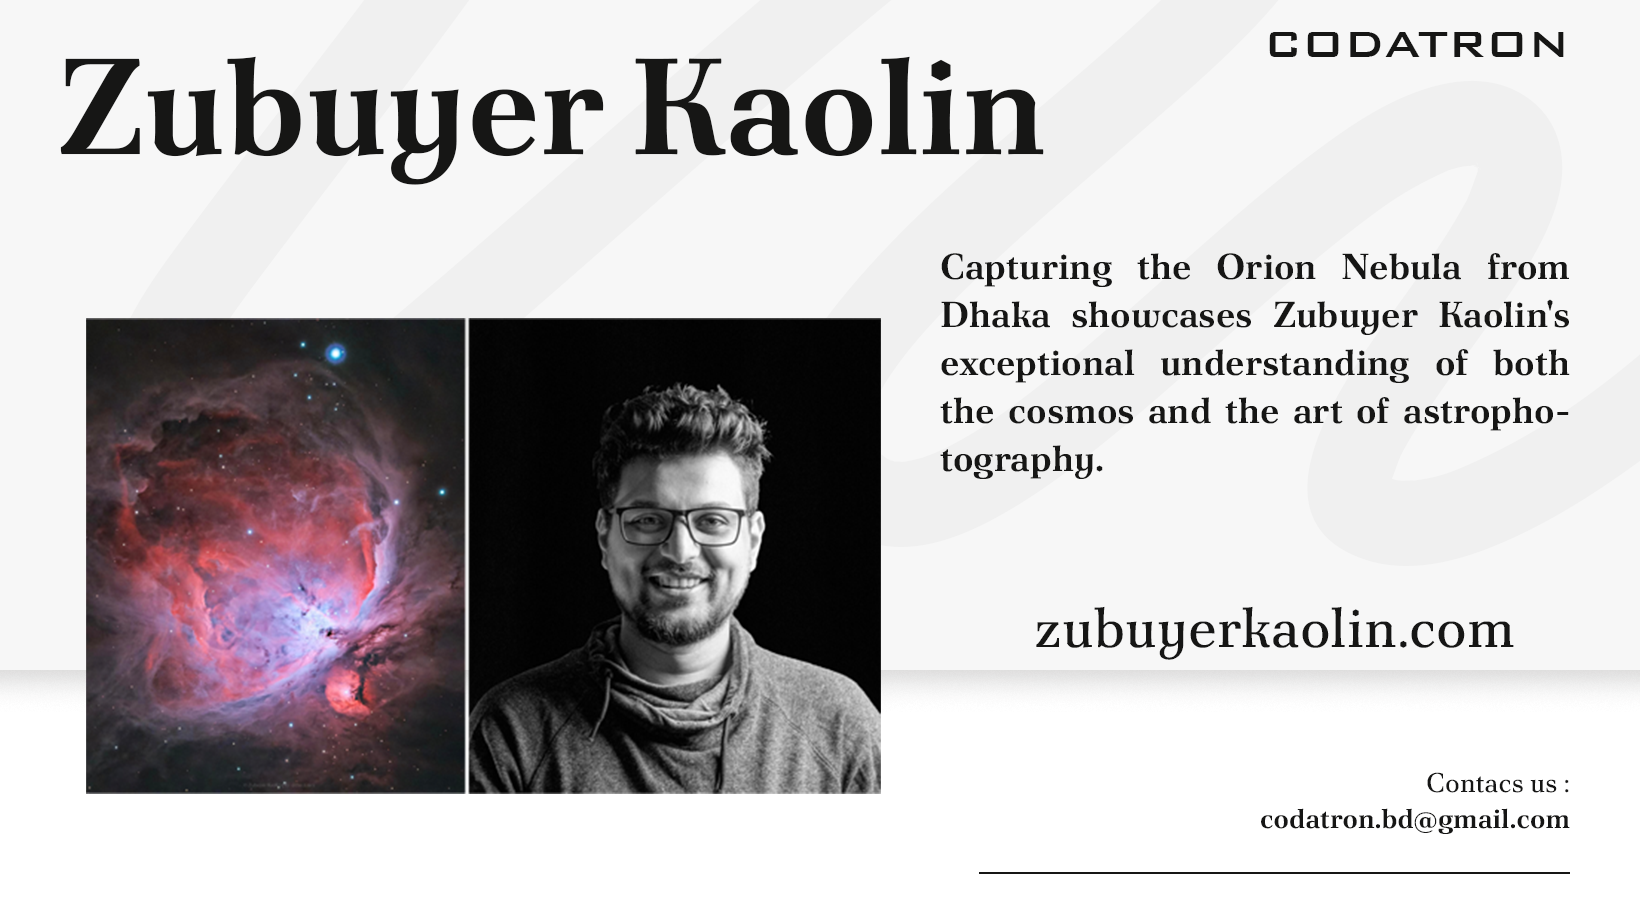 CODATRON
Zubuyer Kaolin
Capturing the Orion Nebula from
Dhaka showcases Zubuyer Kaolin's
exceptional understanding of both
the cosmos and the art of astropho-
tography.
zubuyerkaolin.com
Contacs us :
codatron.bd@gmail.com